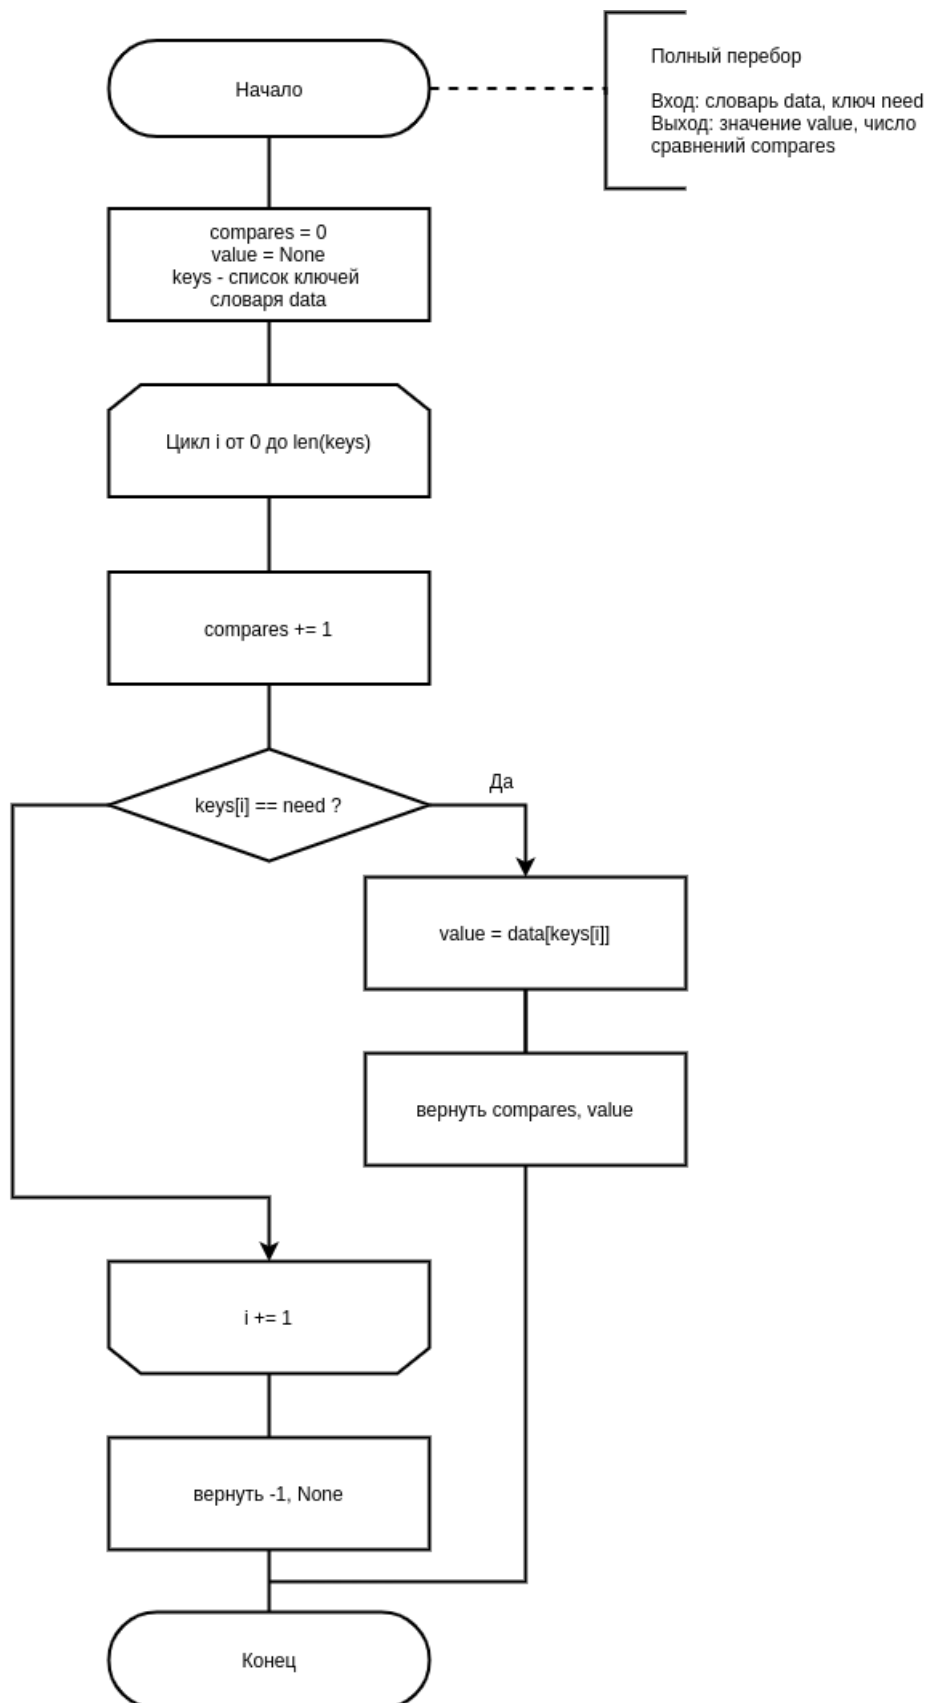 Начало
Полный перебор
Вход: словарь data, ключ need
Выход: значение value, число
сравнений compares
compares = 0
value = None
keys - список ключей
словаря data
Цикл i от 0 до len(keys)
compares += 1
keys[i] == need ?
Да
value = data[keys[i]]
вернуть compares, value
i += 1
вернуть -1, None
Конец